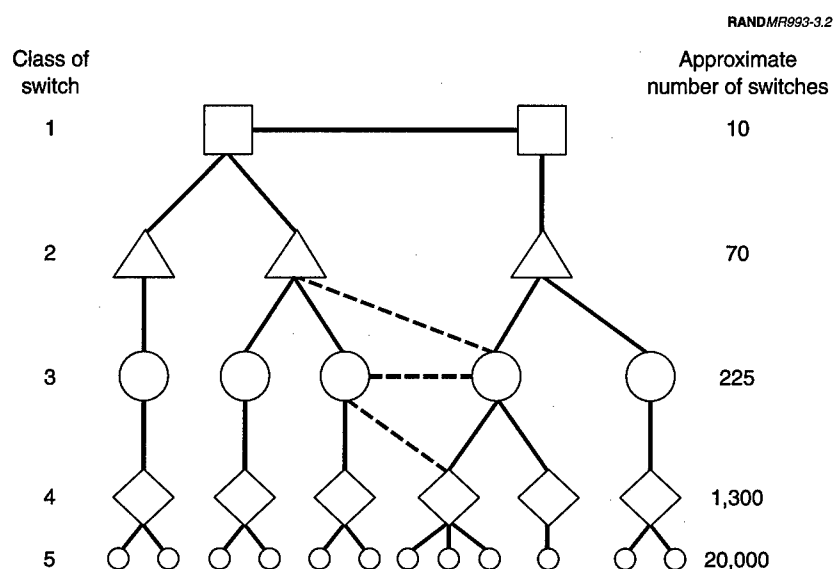 RANDMR993-3.2
Class of
switch
Approximate
number of switches
1
10
2
70
3
225
4
1,300
5
20,000